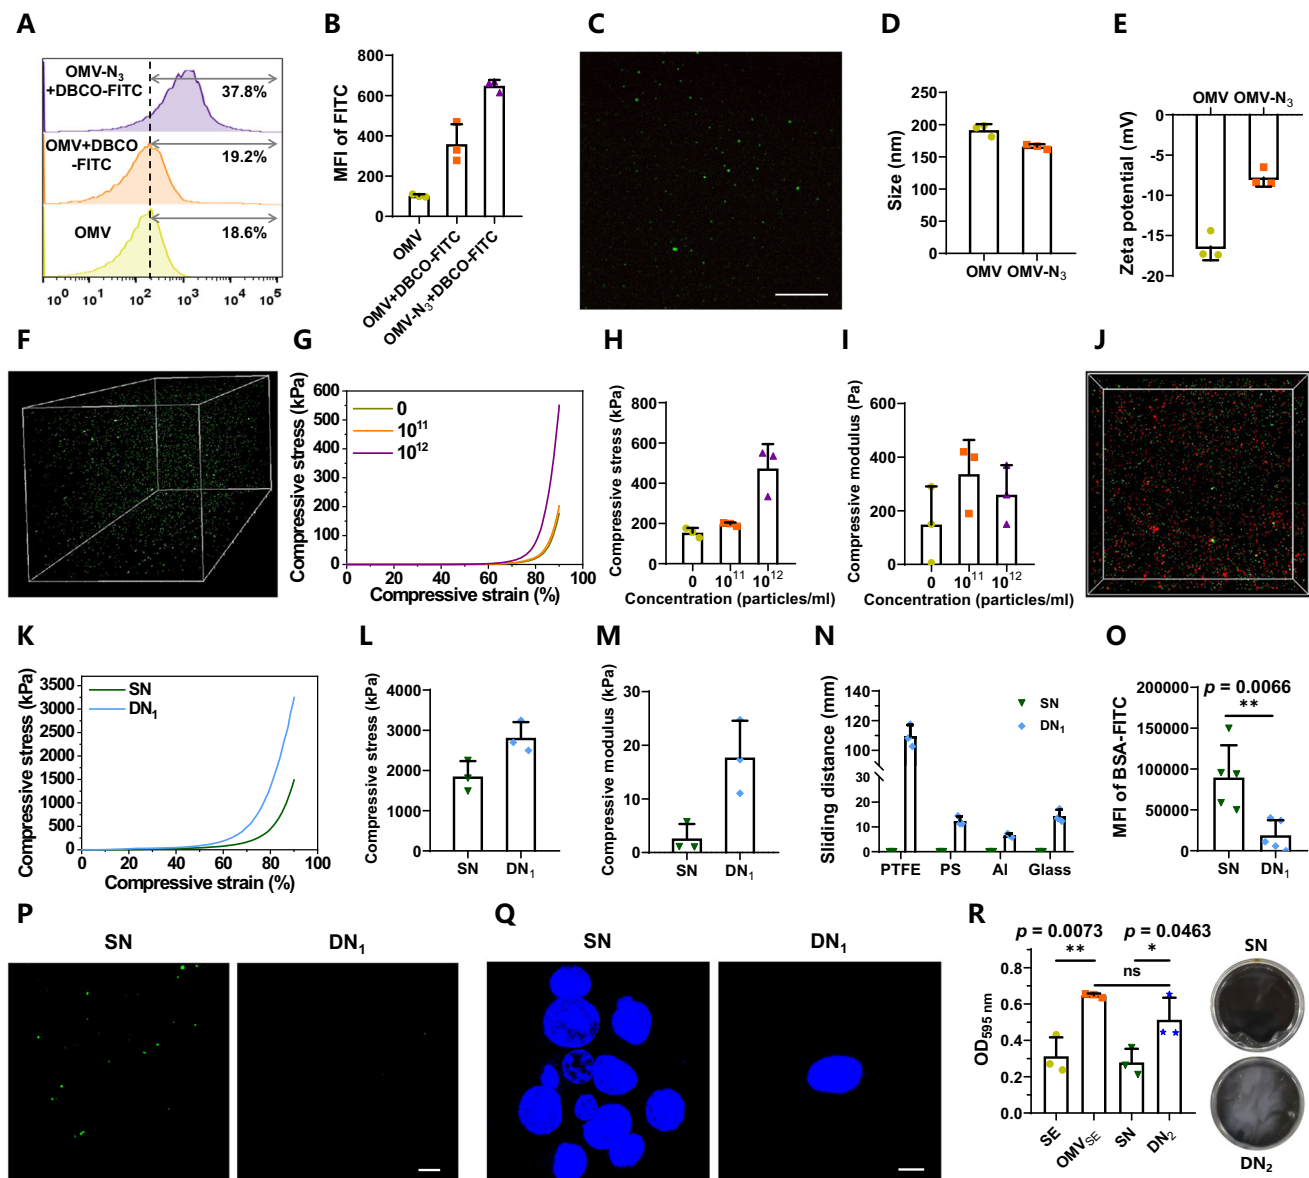 A
OMV-N3
+DBCO-FITC
37.8%
OMV+DBCO
-FITC
19.2%
OMV
18.6%
10^0 10^1 10^2 10^3 10^4 10^5
B
MFI of FITC
800
600
400
200
0
OMV
OMV+DBCO-FITC
OMV-N3+DBCO-FITC
C
D
Size (nm)
250
200
150
100
50
0
OMV OMV-N3
E
OMV OMV-N3
Zeta potential (mV)
0
-5
-10
-15
-20
F
G
Compressive stress (kPa)
600
500
400
300
200
100
0
0
10^11
10^12
0 20 40 60 80 100
Compressive strain (%)
H
Compressive stress (kPa)
800
600
400
200
0
0 10^11 10^12
Concentration (particles/ml)
I
Compressive modulus (Pa)
600
400
200
0
0 10^11 10^12
Concentration (particles/ml)
J
K
Compressive stress (kPa)
3500
3000
2500
2000
1500
1000
500
0
SN
DN1
0 20 40 60 80 100
Compressive strain (%)
L
Compressive stress (kPa)
4000
3000
2000
1000
0
SN DN1
M
Compressive modulus (kPa)
30
20
10
0
SN DN1
N
Sliding distance (mm)
140
120
100
30
20
10
0
SN
DN1
PTFE PS Al Glass
O
p = 0.0066
**
MFI of BSA-FITC
200000
150000
100000
50000
0
SN DN1
P
SN DN1
Q
SN DN1
R
p = 0.0073 p = 0.0463
** *
ns
OD595 nm
0.8
0.6
0.4
0.2
0.0
SE
OMVSE
SN
DN2
SN
DN2